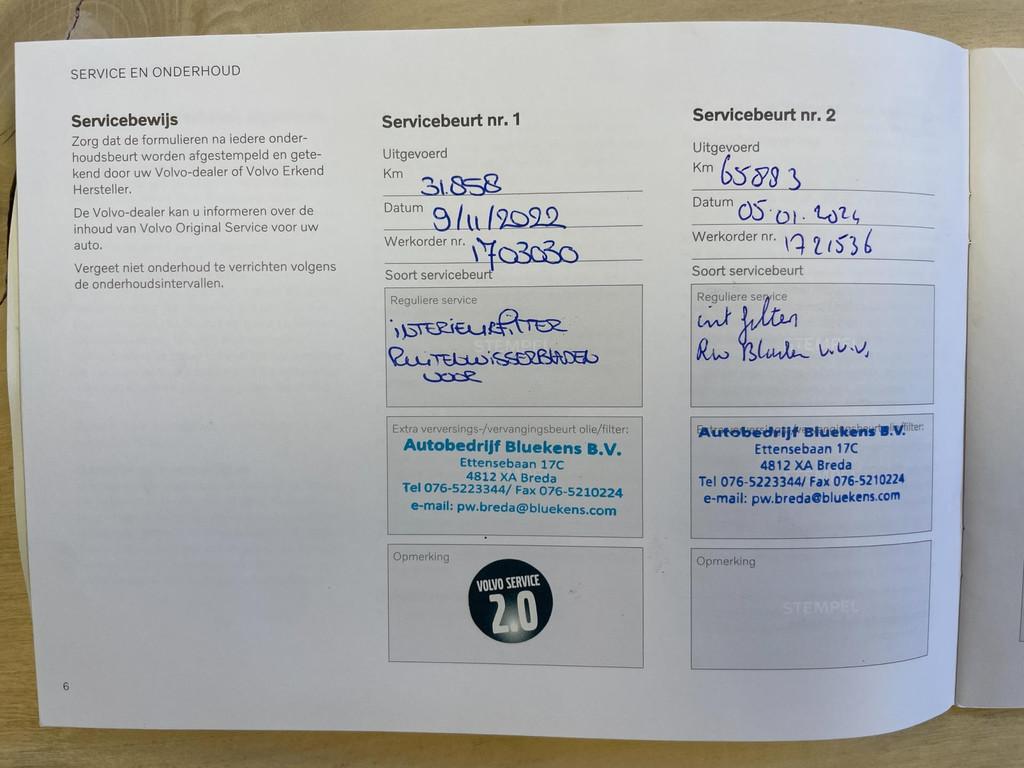 SERVICE EN ONDERHOUD
Servicebewijs
Zorg dat de formulieren na iedere onder-
houdsbeurt worden afgestempeld en gete-
kend door uw Volvo-dealer of Volvo Erkend
Hersteller.
De Volvo-dealer kan u informeren over de
inhoud van Volvo Original Service voor uw
auto.
Vergeet niet onderhoud te verrichten volgens
de onderhoudsintervallen.
Servicebeurt nr. 1
Uitgevoerd
Km 31.858
Datum 9/11/2022
Werkorder nr. 1703030
Soort servicebeurt
Reguliere service
INTERIEURFILTER
STEMPEL
RUITENWISSERBLADEN
VOOR
Extra verversings-/vervangingsbeurt olie/filter:
Autobedrijf Bluekens B.V.
Ettensebaan 17C
4812 XA Breda
Tel 076-5223344/ Fax 076-5210224
e-mail: pw.breda@bluekens.com
Opmerking
VOLVO SERVICE
2.0
Servicebeurt nr. 2
Uitgevoerd
Km 65883
Datum 05.01.2024
Werkorder nr. 1721536
Soort servicebeurt
Reguliere service
int filter
Rw Bladen v.v.v.
Extra verversings-/vervangingsbeurt olie/filter:
Autobedrijf Bluekens B.V.
Ettensebaan 17C
4812 XA Breda
Tel 076-5223344/ Fax 076-5210224
e-mail: pw.breda@bluekens.com
Opmerking
STEMPEL
6